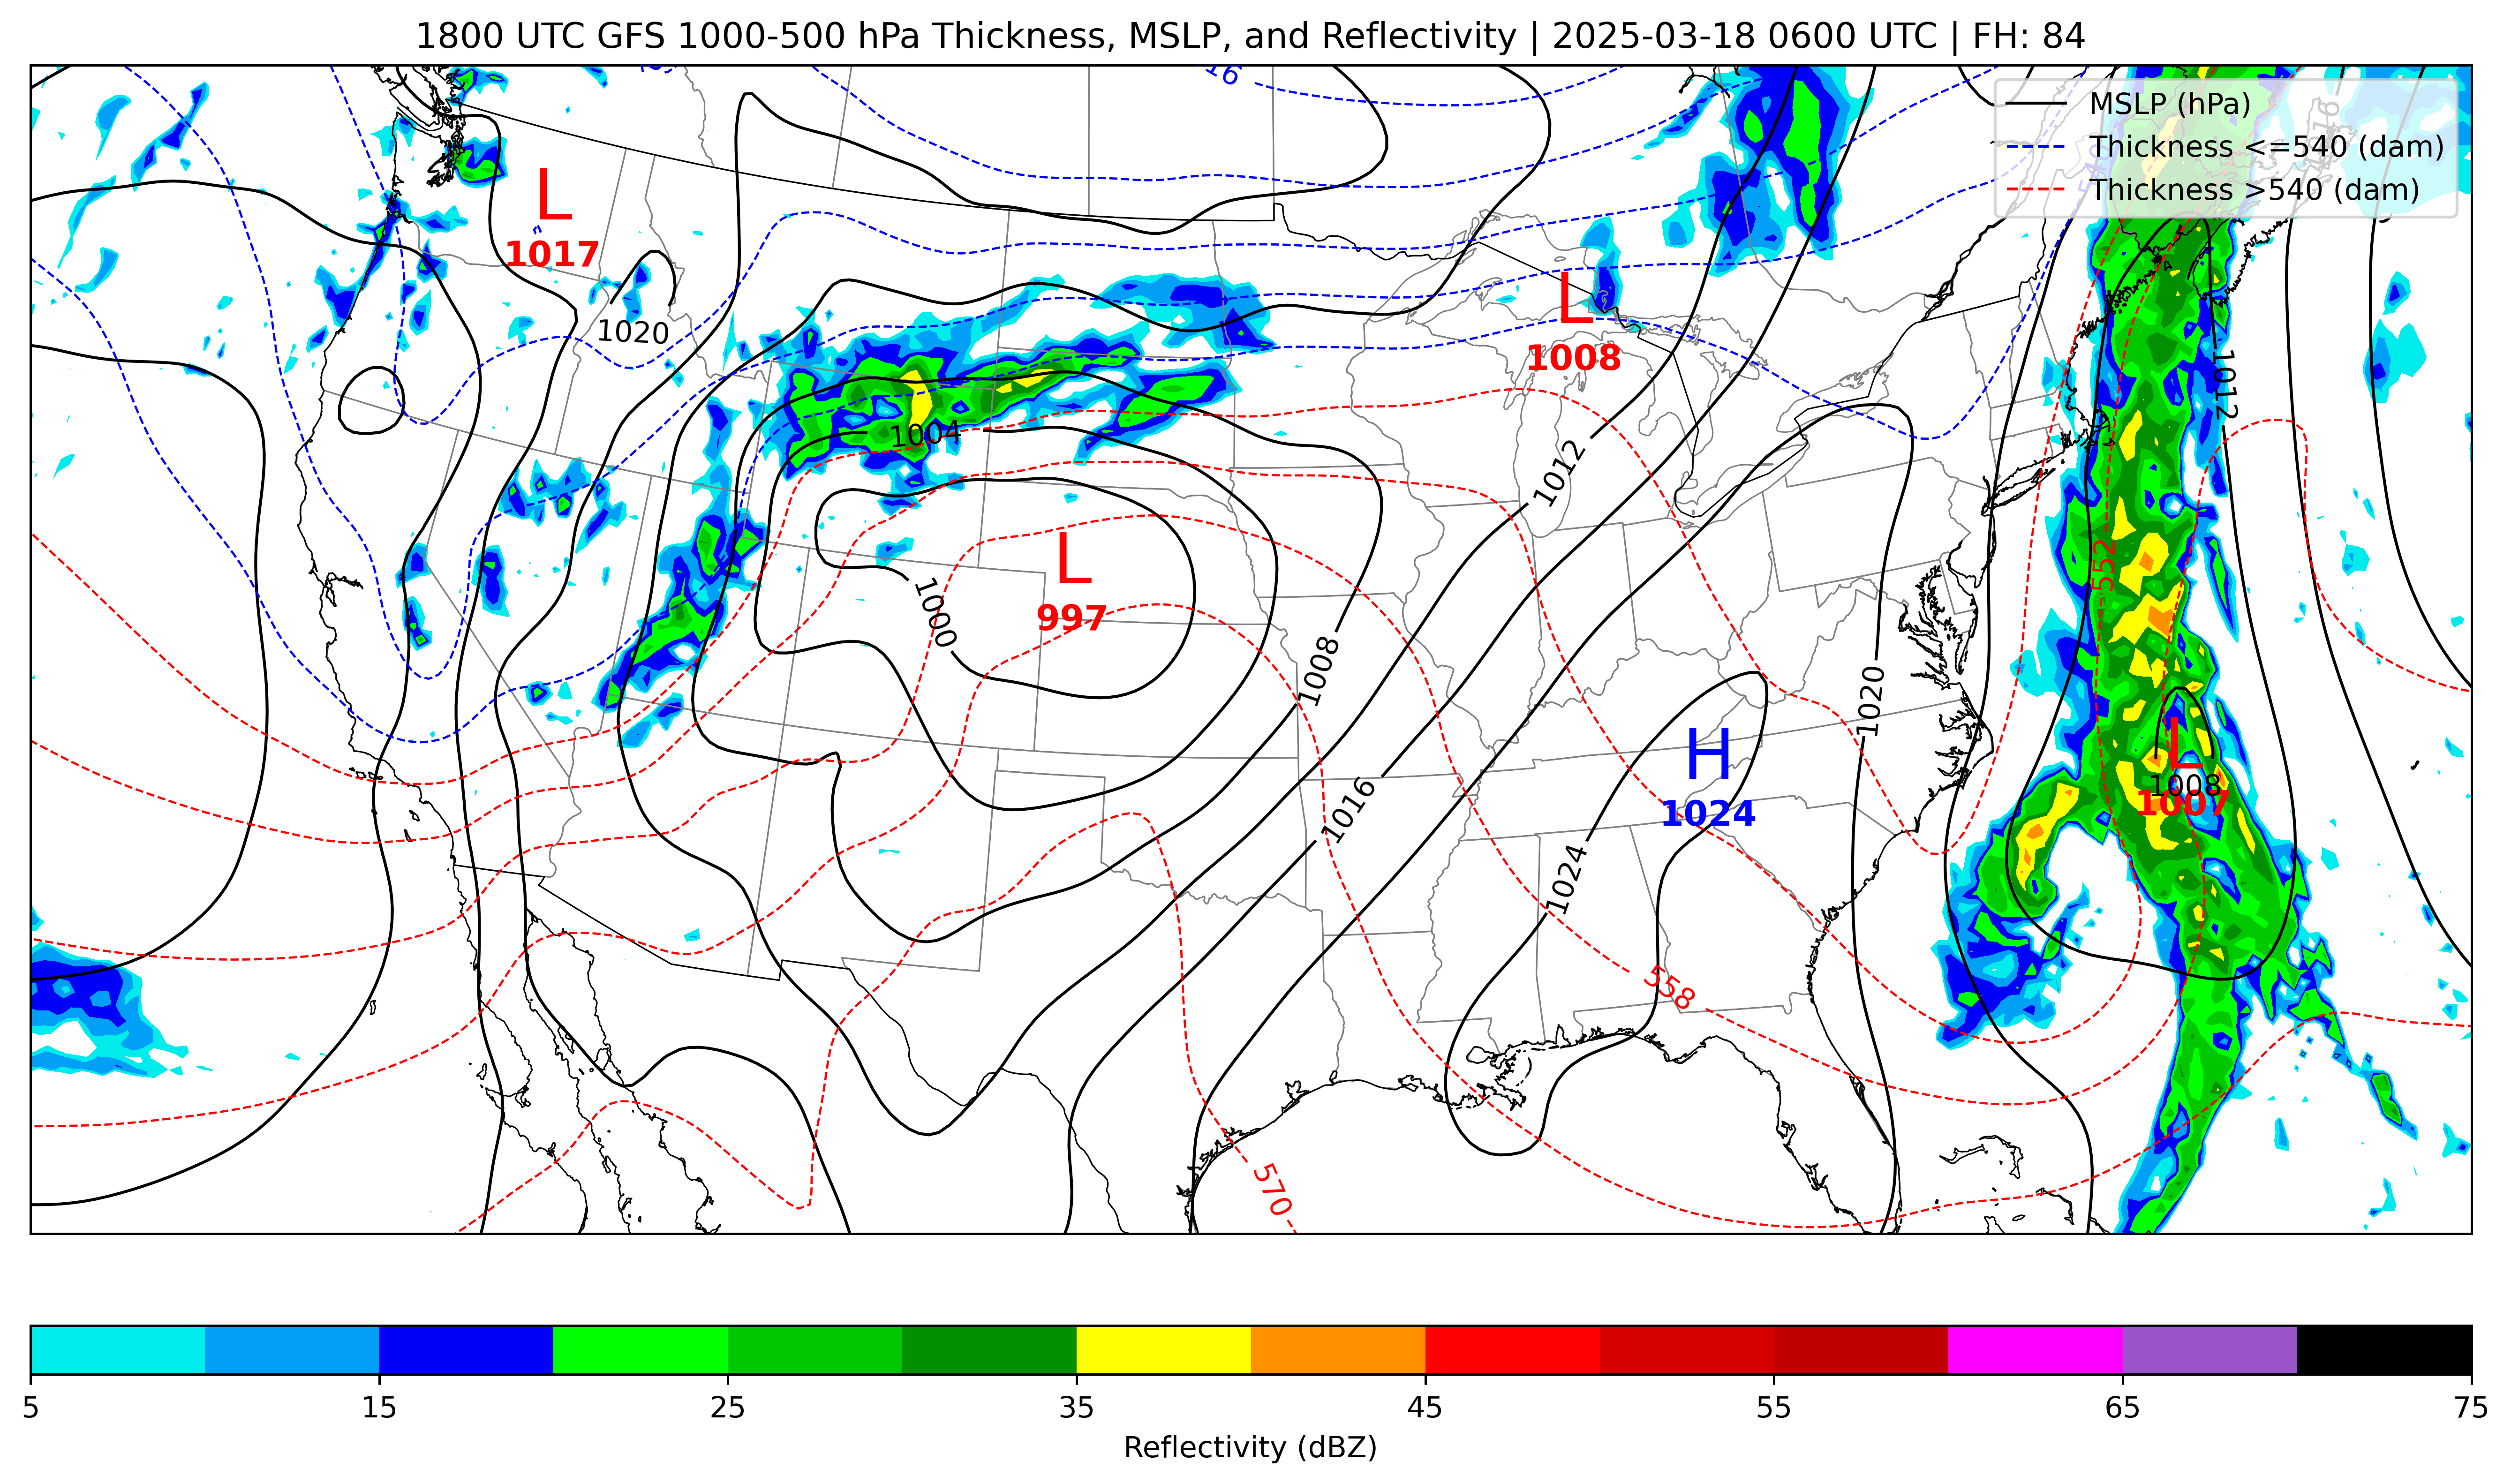 1800 UTC GFS 1000-500 hPa Thickness, MSLP, and Reflectivity | 2025-03-18 0600 UTC | FH: 84
MSLP (hPa)
Thickness <=540 (dam)
Thickness >540 (dam)
L
1017
1020
L
1008
1012
1004
1012
L
997
1000
552
1008
1020
H
1024
L
1008
1007
1016
1024
558
570
5 15 25 35 45 55 65 75
Reflectivity (dBZ)